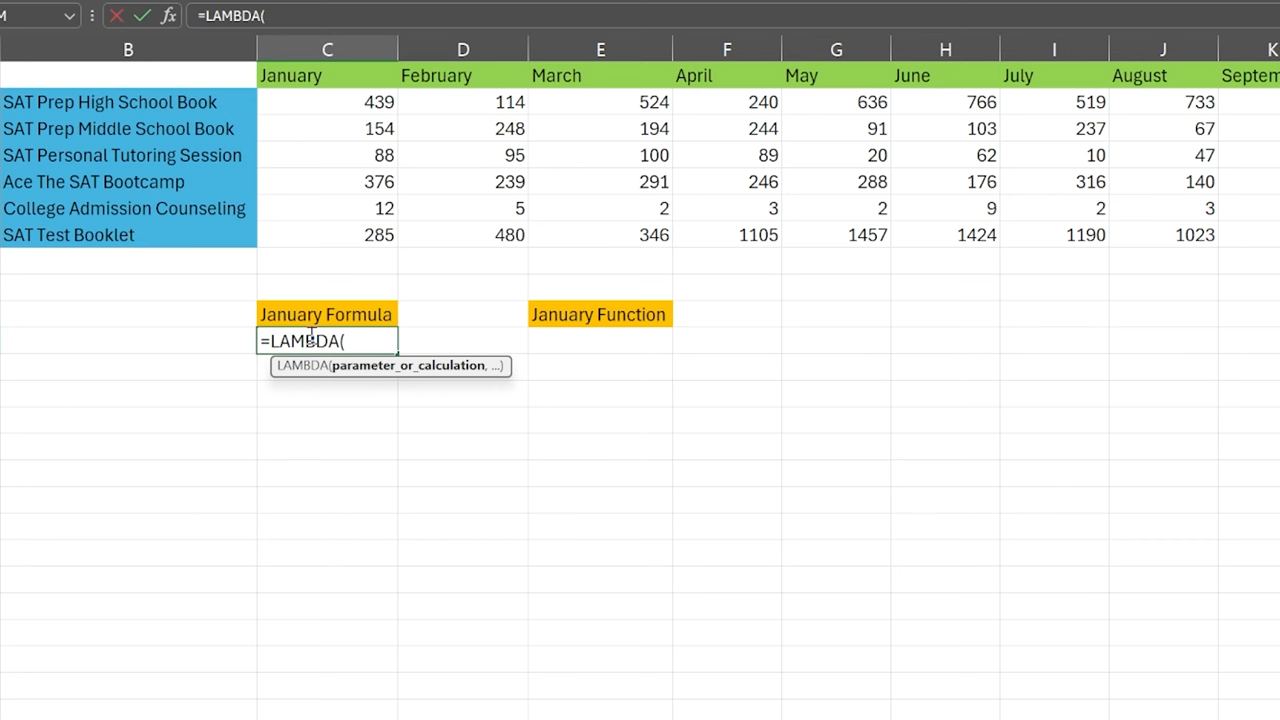 M fx =LAMBDA(
B C D E F G H I J K
January February March April May June July August Septem
SAT Prep High School Book 439 114 524 240 636 766 519 733
SAT Prep Middle School Book 154 248 194 244 91 103 237 67
SAT Personal Tutoring Session 88 95 100 89 20 62 10 47
Ace The SAT Bootcamp 376 239 291 246 288 176 316 140
College Admission Counseling 12 5 2 3 2 9 2 3
SAT Test Booklet 285 480 346 1105 1457 1424 1190 1023
January Formula January Function
=LAMBDA(
LAMBDA(parameter_or_calculation, ...)